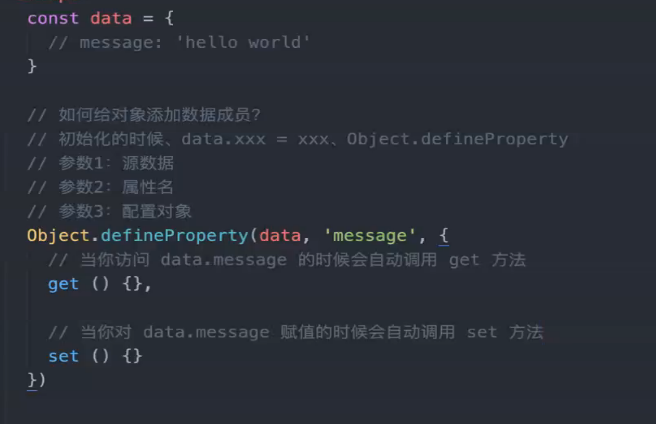 const data = {
// message: 'hello world'
}
// 如何给对象添加数据成员?
// 初始化的时候、data.xxx = xxx、Object.defineProperty
// 参数1: 源数据
// 参数2: 属性名
// 参数3: 配置对象
Object.defineProperty(data, 'message', {
// 当你访问 data.message 的时候会自动调用 get 方法
get () {},
// 当你对 data.message 赋值的时候会自动调用 set 方法
set () {}
})